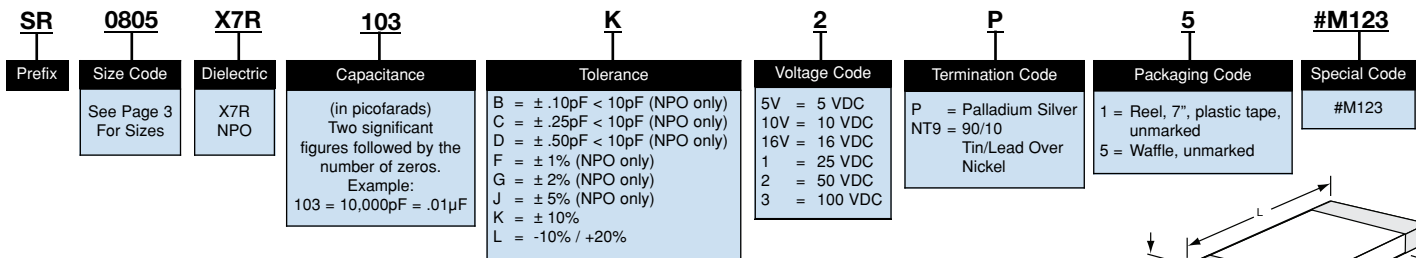 SR 0805 X7R 103 K 2 P 5 #M123
Prefix Size Code Dielectric Capacitance Tolerance Voltage Code Termination Code Packaging Code Special Code
See Page 3
For Sizes
X7R
NPO
(in picofarads)
Two significant
figures followed by the
number of zeros.
Example:
103 = 10,000pF = .01µF
B = ± .10pF < 10pF (NPO only)
C = ± .25pF < 10pF (NPO only)
D = ± .50pF < 10pF (NPO only)
F = ± 1% (NPO only)
G = ± 2% (NPO only)
J = ± 5% (NPO only)
K = ± 10%
L = -10% / +20%
5V = 5 VDC
10V = 10 VDC
16V = 16 VDC
1 = 25 VDC
2 = 50 VDC
3 = 100 VDC
P = Palladium Silver
NT9 = 90/10
Tin/Lead Over
Nickel
1 = Reel, 7", plastic tape,
unmarked
5 = Waffle, unmarked
#M123
L